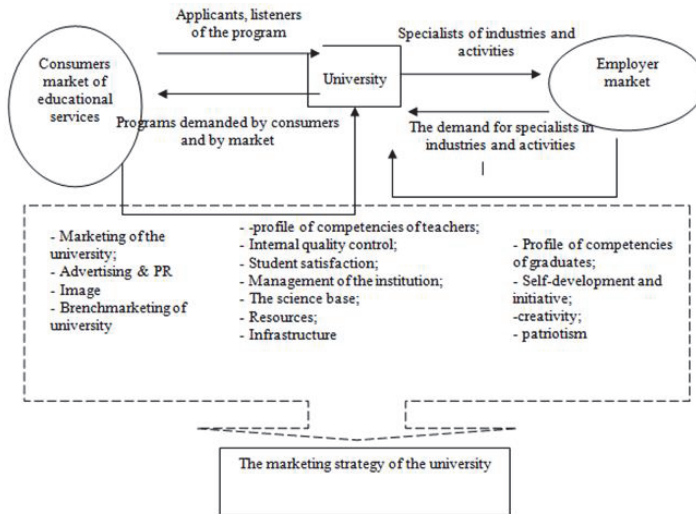 Applicants, listeners
of the program
Specialists of industries and
activities
Consumers
market of
educational
services
University
Employer
market
Programs demanded by consumers
and by market
The demand for specialists in
industries and activities
- Marketing of the
university;
- Advertising & PR
- Image
- Brenchmarketing of
university
- -profile of competencies of teachers;
- Internal quality control;
- Student satisfaction;
- Management of the institution;
- The science base;
- Resources;
- Infrastructure
- Profile of competencies
of graduates;
- Self-development and
initiative;
-creativity;
- patriotism
The marketing strategy of the university